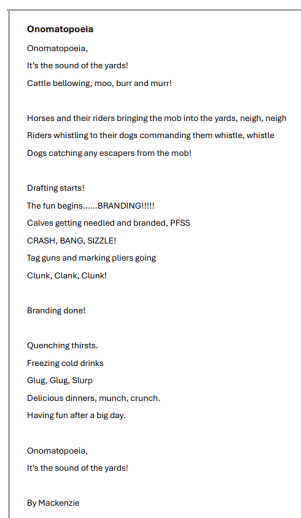 Onomatopoeia
Onomatopoeia,
It's the sound of the yards!
Cattle bellowing, moo, burr and murr!
Horses and their riders bringing the mob into the yards, neigh, neigh
Riders whistling to their dogs commanding them whistle, whistle
Dogs catching any escapers from the mob!
Drafting starts!
The fun begins......BRANDING!!!!!
Calves getting needled and branded, PFSS
CRASH, BANG, SIZZLE!
Tag guns and marking pliers going
Clunk, Clank, Clunk!
Branding done!
Quenching thirsts.
Freezing cold drinks
Glug, Glug, Slurp
Delicious dinners, munch, crunch.
Having fun after a big day.
Onomatopoeia,
It's the sound of the yards!
By Mackenzie